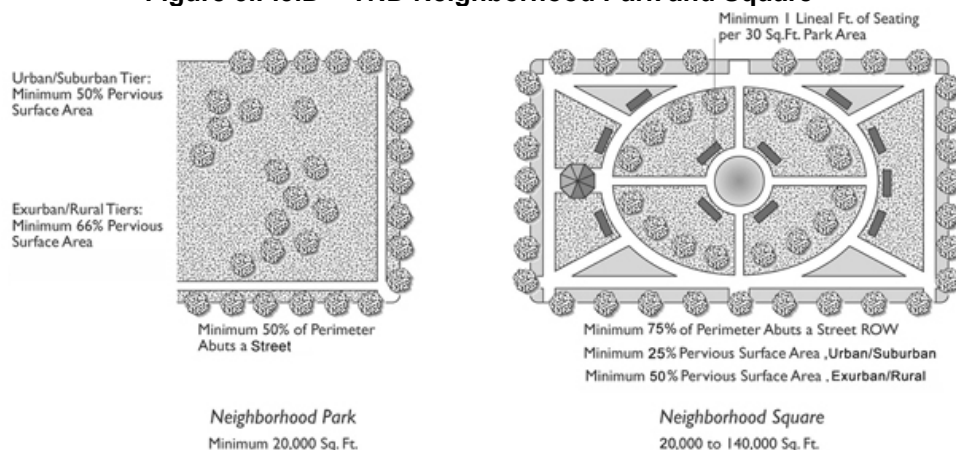 Minimum 1 Lineal Ft. of Seating
per 30 Sq.Ft. Park Area
Urban/Suburban Tier:
Minimum 50% Pervious
Surface Area
Exurban/Rural Tiers:
Minimum 66% Pervious
Surface Area
Minimum 50% of Perimeter
Abuts a Street
Neighborhood Park
Minimum 20,000 Sq. Ft.
Minimum 75% of Perimeter Abuts a Street ROW
Minimum 25% Pervious Surface Area ,Urban/Suburban
Minimum 50% Pervious Surface Area ,Exurban/Rural
Neighborhood Square
20,000 to 140,000 Sq. Ft.